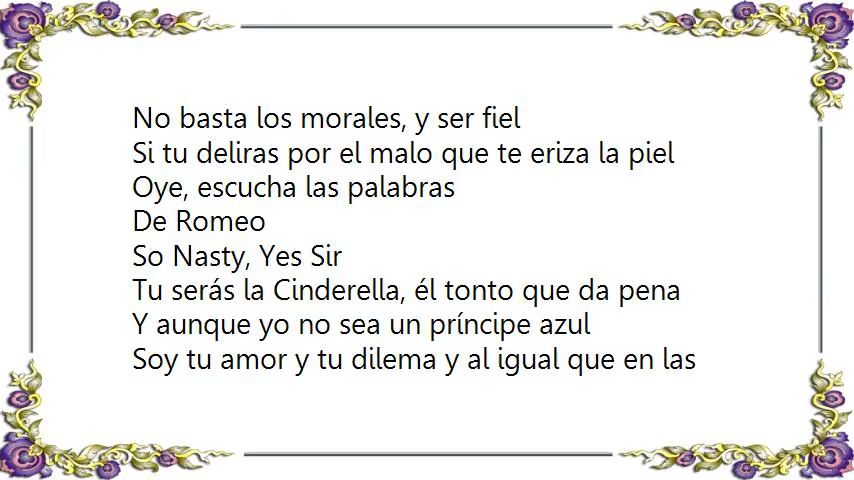 No basta los morales, y ser fiel
Si tu deliras por el malo que te eriza la piel
Oye, escucha las palabras
De Romeo
So Nasty, Yes Sir
Tu serás la Cinderella, él tonto que da pena
Y aunque yo no sea un príncipe azul
Soy tu amor y tu dilema y al igual que en las